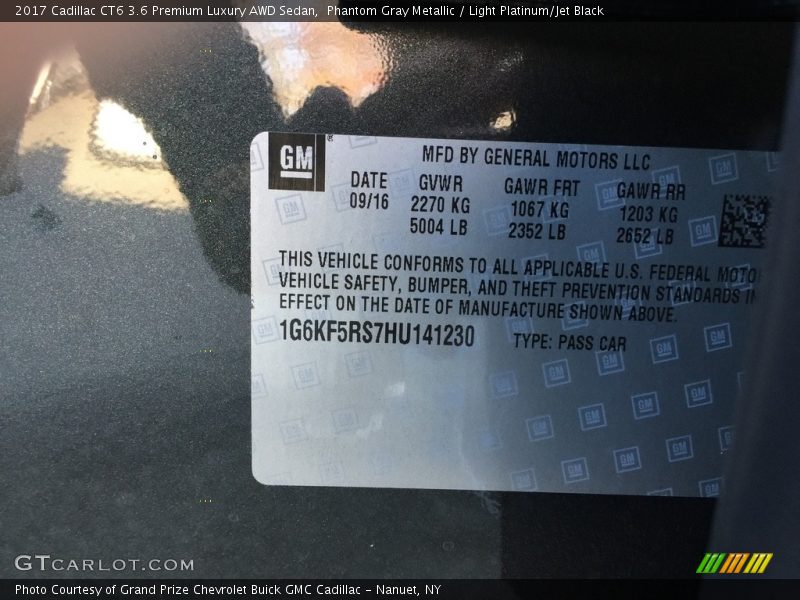 2017 Cadillac CT6 3.6 Premium Luxury AWD Sedan, Phantom Gray Metallic / Light Platinum/Jet Black
GM
MFD BY GENERAL MOTORS LLC
DATE GVWR GAWR FRT GAWR RR
09/16 2270 KG 1067 KG 1203 KG
5004 LB 2352 LB 2652 LB
THIS VEHICLE CONFORMS TO ALL APPLICABLE U.S. FEDERAL MOTO
VEHICLE SAFETY, BUMPER, AND THEFT PREVENTION STANDARDS IN
EFFECT ON THE DATE OF MANUFACTURE SHOWN ABOVE.
1G6KF5RS7HU141230 TYPE: PASS CAR
GTCARLOT.COM
Photo Courtesy of Grand Prize Chevrolet Buick GMC Cadillac - Nanuet, NY